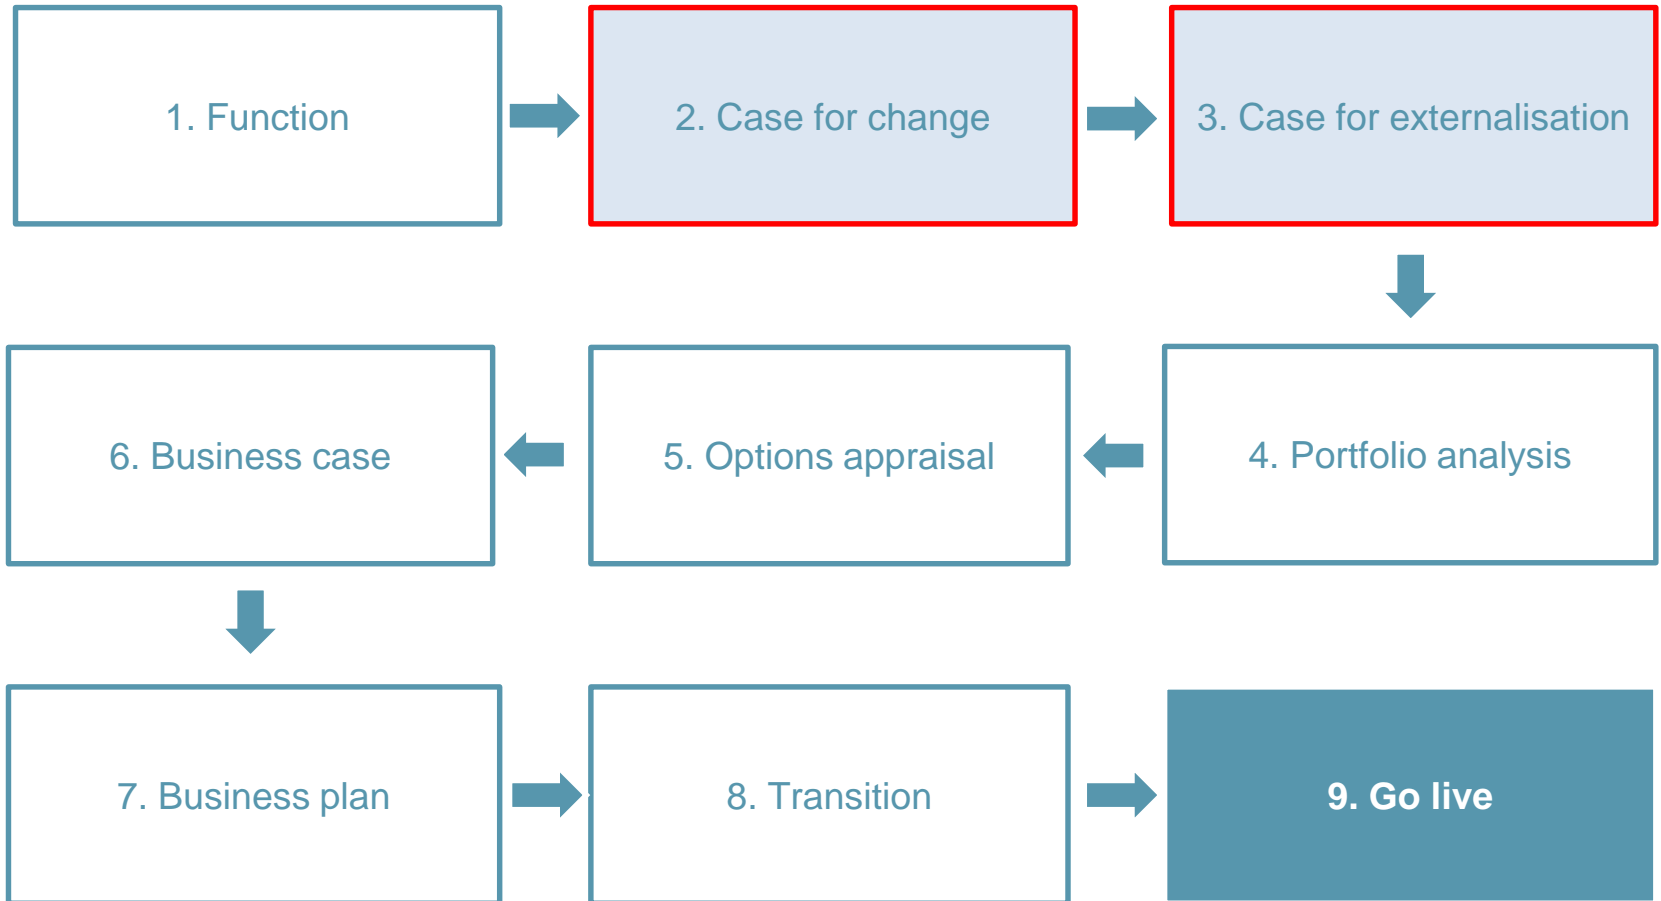 1. Function
2. Case for change
3. Case for externalisation
4. Portfolio analysis
5. Options appraisal
6. Business case
7. Business plan
8. Transition
9. Go live